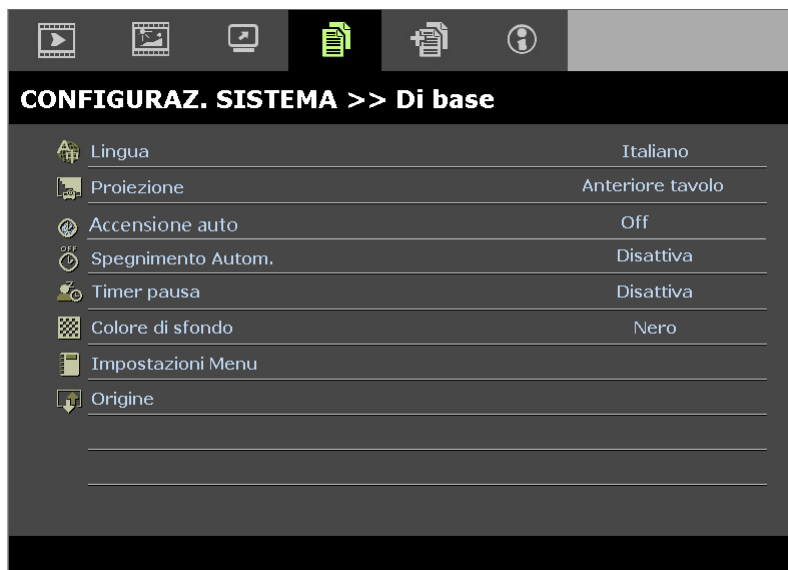 CONFIGURAZ. SISTEMA >> Di base
Lingua Italiano
Proiezione Anteriore tavolo
Accensione auto Off
OFF
Spegnimento Autom. Disattiva
Timer pausa Disattiva
Colore di sfondo Nero
Impostazioni Menu
Origine